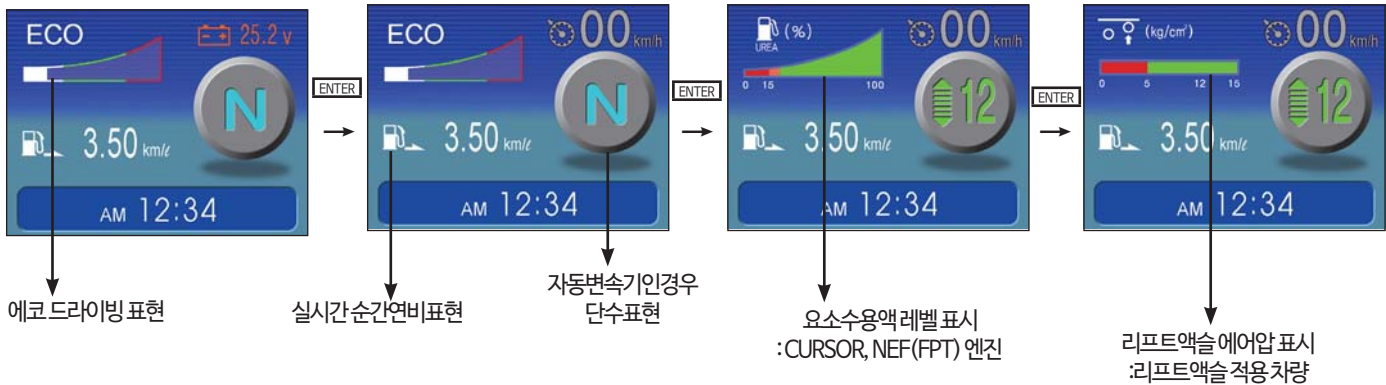 ECO
25.2 v
N
3.50 km/ℓ
AM 12:34
ENTER
ECO
00 km/h
N
3.50 km/ℓ
AM 12:34
ENTER
UREA
(%)
00 km/h
0 15 100
12
3.50 km/ℓ
AM 12:34
ENTER
(kg/cm²)
00 km/h
0 5 12 15
12
3.50 km/ℓ
AM 12:34
에코 드라이빙 표현
실시간 순간연비표현
자동변속기인경우
단수표현
요소수용액 레벨 표시
:CURSOR, NEF(FPT) 엔진
리프트액슬 에어압 표시
:리프트액슬 적용 차량